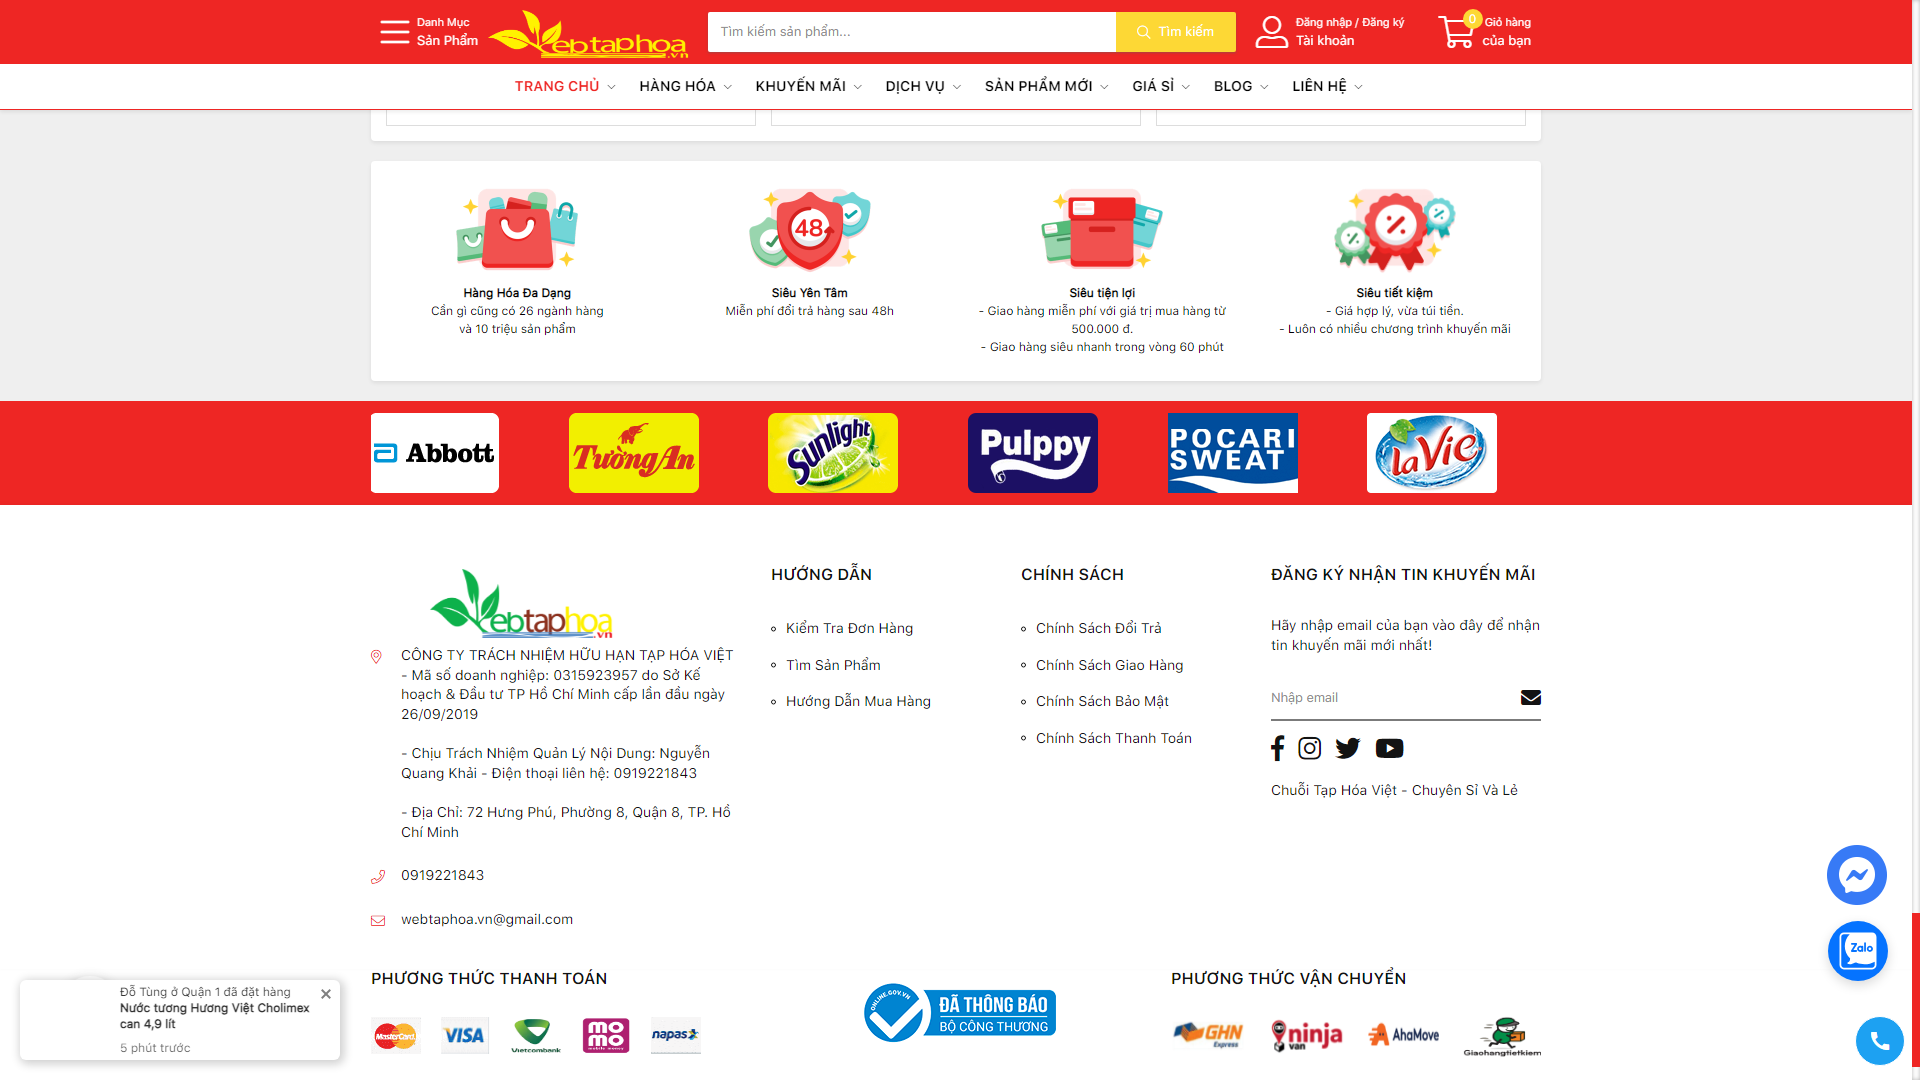 Danh Mục
Sản Phẩm
ebtaphoa
.vn
Tìm kiếm sản phẩm...
Tìm kiếm
Đăng nhập / Đăng ký
Tài khoản
0
Giỏ hàng
của bạn
TRANG CHỦ
HÀNG HÓA
KHUYẾN MÃI
DỊCH VỤ
SẢN PHẨM MỚI
GIÁ SỈ
BLOG
LIÊN HỆ
48
Hàng Hóa Đa Dạng
Cần gì cũng có 26 ngành hàng
và 10 triệu sản phẩm
Siêu Yên Tâm
Miễn phí đổi trả hàng sau 48h
Siêu tiện lợi
- Giao hàng miễn phí với giá trị mua hàng từ
500.000 đ.
- Giao hàng siêu nhanh trong vòng 60 phút
Siêu tiết kiệm
- Giá hợp lý, vừa túi tiền.
- Luôn có nhiều chương trình khuyến mãi
Abbott
Tường An
Sunlight
Pulppy
POCARI
SWEAT
laVie
ebtaphoa
.vn
CÔNG TY TRÁCH NHIỆM HỮU HẠN TẠP HÓA VIỆT
- Mã số doanh nghiệp: 0315923957 do Sở Kế
hoạch & Đầu tư TP Hồ Chí Minh cấp lần đầu ngày
26/09/2019
- Chịu Trách Nhiệm Quản Lý Nội Dung: Nguyễn
Quang Khải - Điện thoại liên hệ: 0919221843
- Địa Chỉ: 72 Hưng Phú, Phường 8, Quận 8, TP. Hồ
Chí Minh
0919221843
webtaphoa.vn@gmail.com
HƯỚNG DẪN
Kiểm Tra Đơn Hàng
Tìm Sản Phẩm
Hướng Dẫn Mua Hàng
CHÍNH SÁCH
Chính Sách Đổi Trả
Chính Sách Giao Hàng
Chính Sách Bảo Mật
Chính Sách Thanh Toán
ĐĂNG KÝ NHẬN TIN KHUYẾN MÃI
Hãy nhập email của bạn vào đây để nhận
tin khuyến mãi mới nhất!
Nhập email
Chuỗi Tạp Hóa Việt - Chuyên Sỉ Và Lẻ
Zalo
PHƯƠNG THỨC THANH TOÁN
MasterCard
VISA
Vietcombank
mo
mo
mobile money
napas
ONLINE.GOV.VN
ĐÃ THÔNG BÁO
BỘ CÔNG THƯƠNG
PHƯƠNG THỨC VẬN CHUYỂN
GHN
Express
ninja
van
AhaMove
Giaohangtietkiem
Đỗ Tùng ở Quận 1 đã đặt hàng
Nước tương Hương Việt Cholimex
can 4,9 lít
5 phút trước